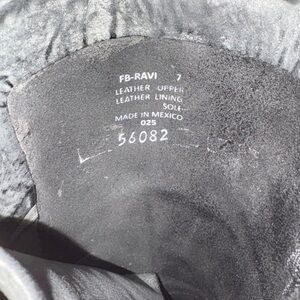 FB-RAVI 7
LEATHER UPPER
LEATHER LINING
SOLE
MADE IN MEXICO
025
56082